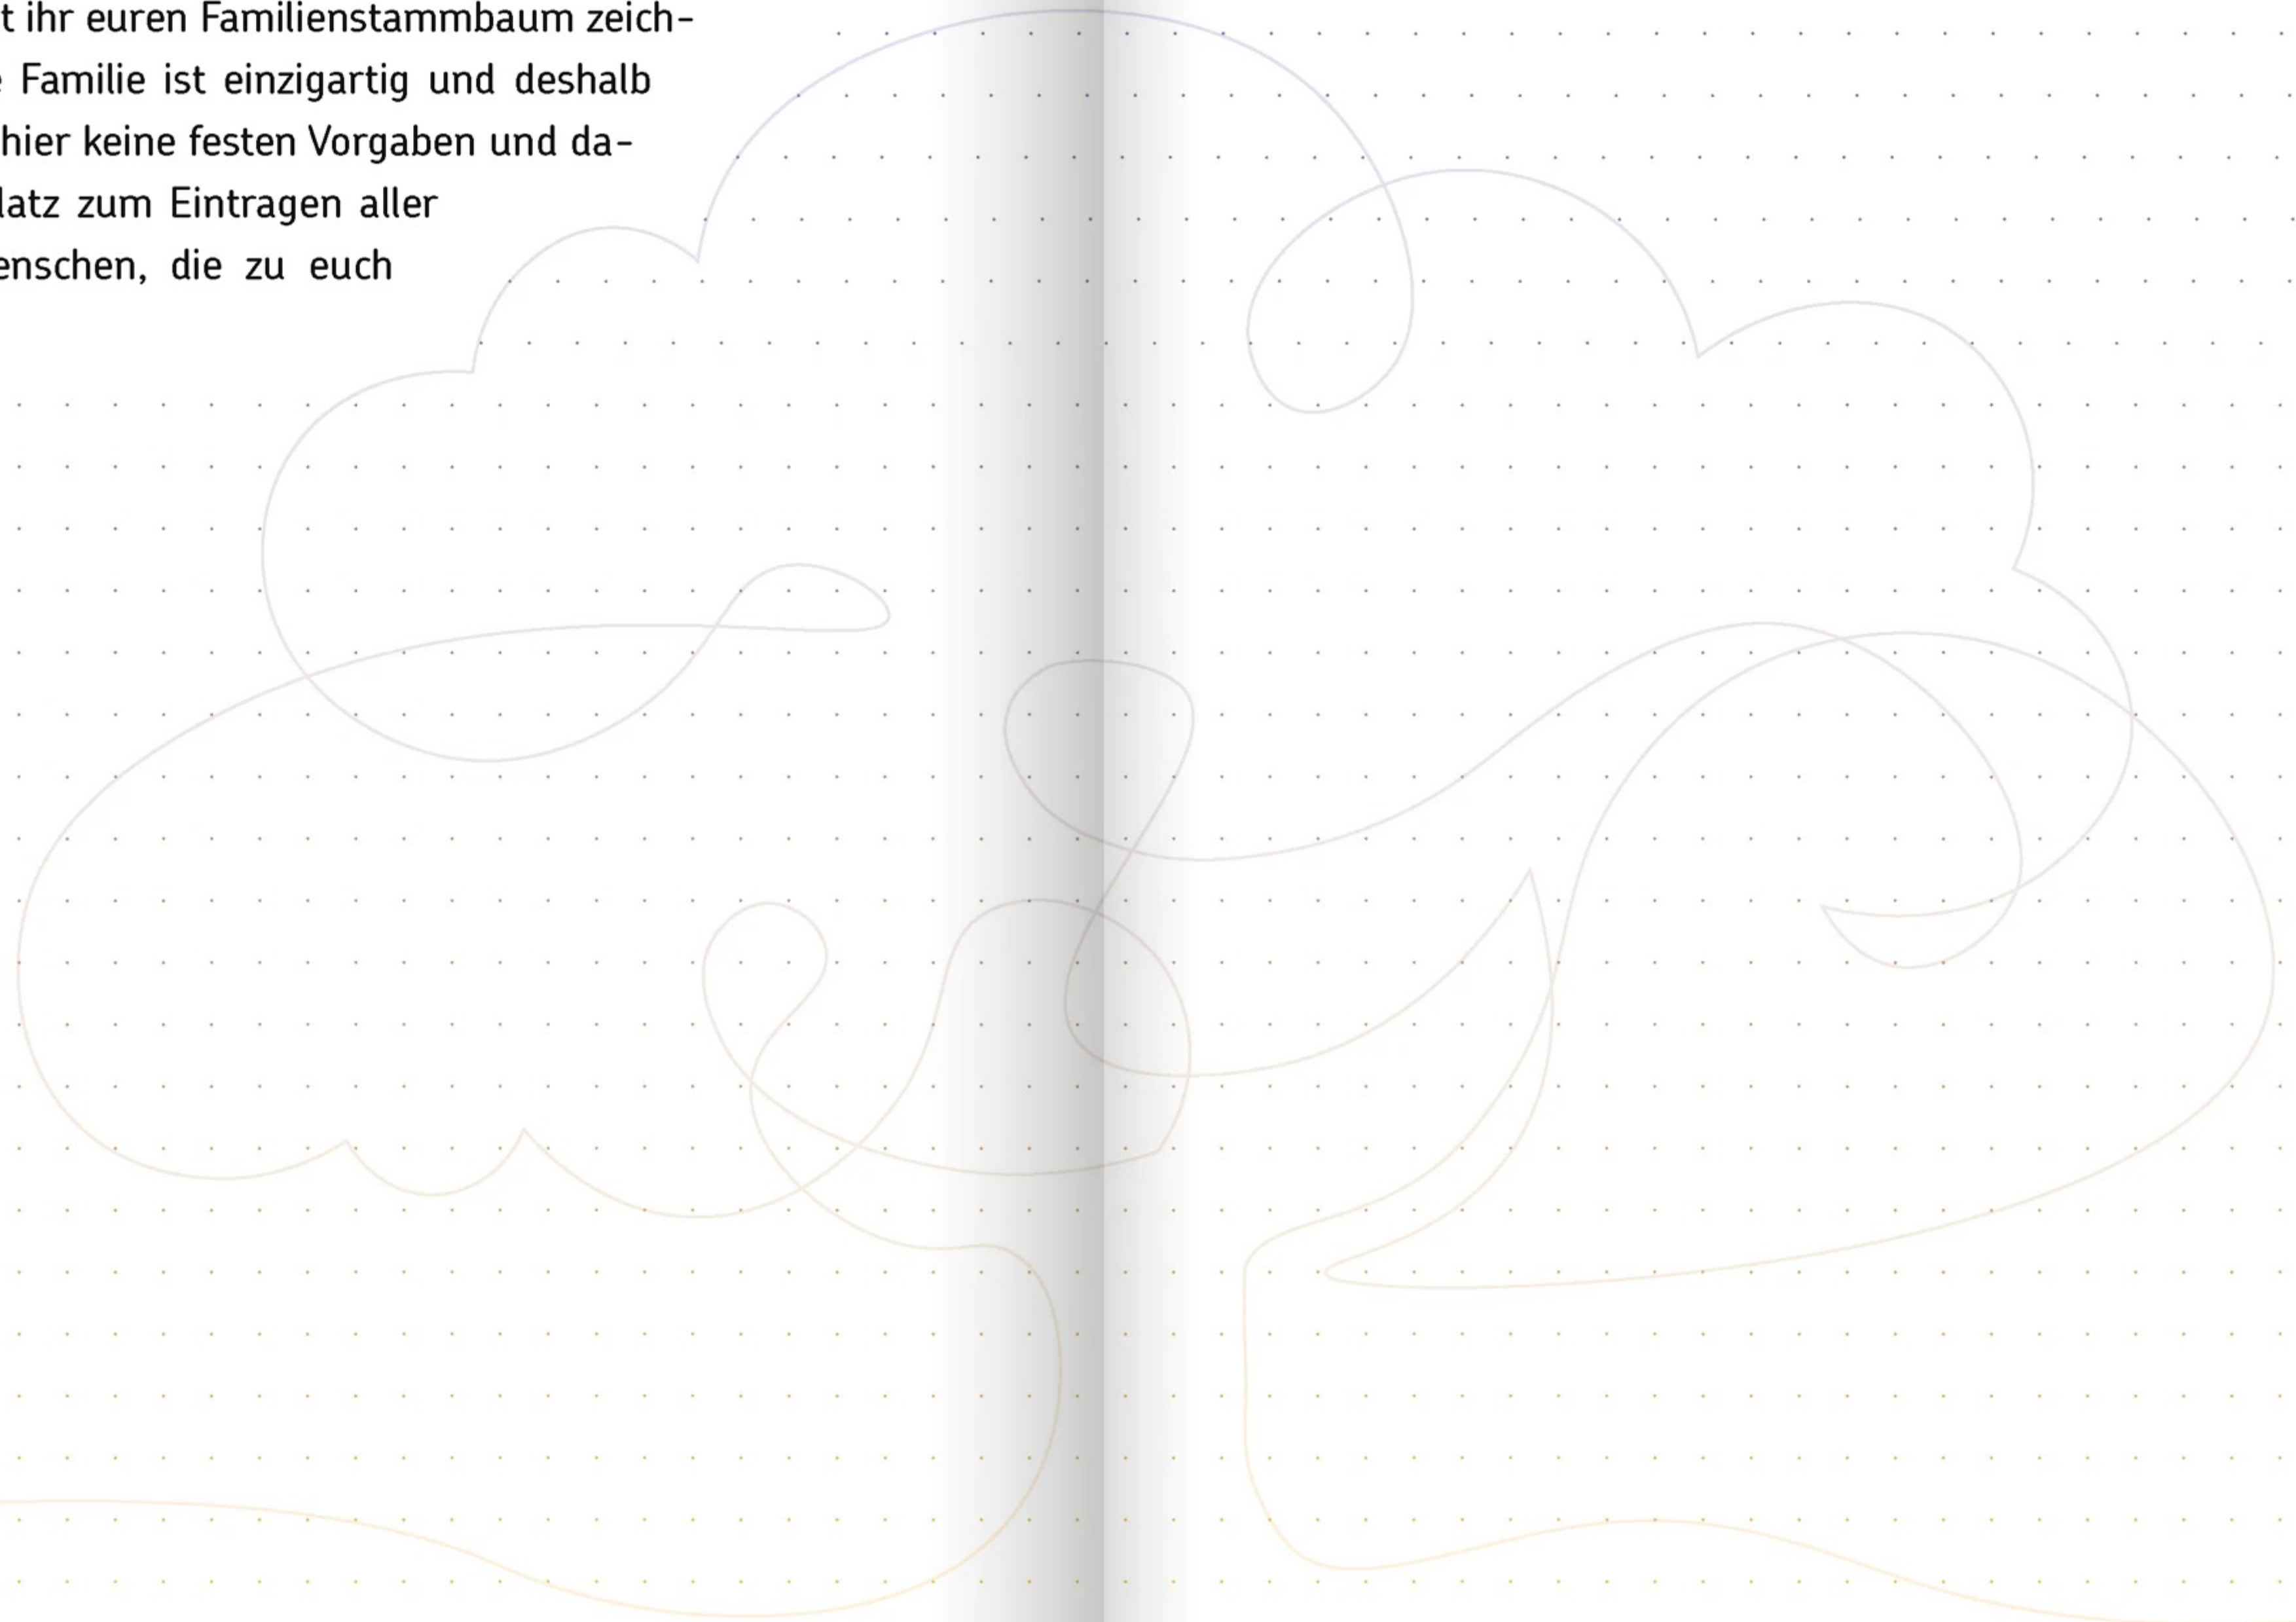 t ihr euren Familienstammbaum zeich-
Familie ist einzigartig und deshalb
hier keine festen Vorgaben und da-
latz zum Eintragen aller
enschen, die zu euch